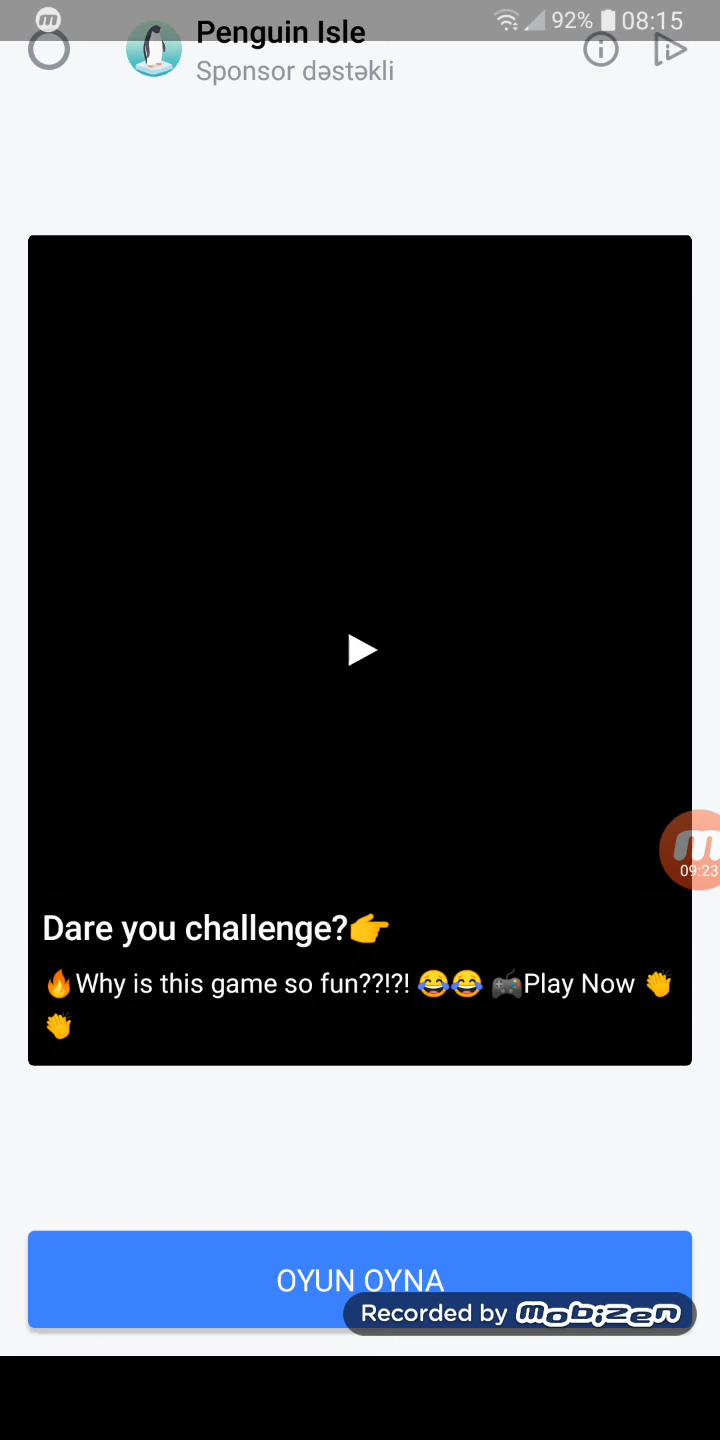 92% 08:15
Penguin Isle
Sponsor dəstəkli
09:23
Dare you challenge?👉
🔥Why is this game so fun??!?! 😂😂 🎮Play Now 👏
👏
OYUN OYNA
Recorded by mobizen